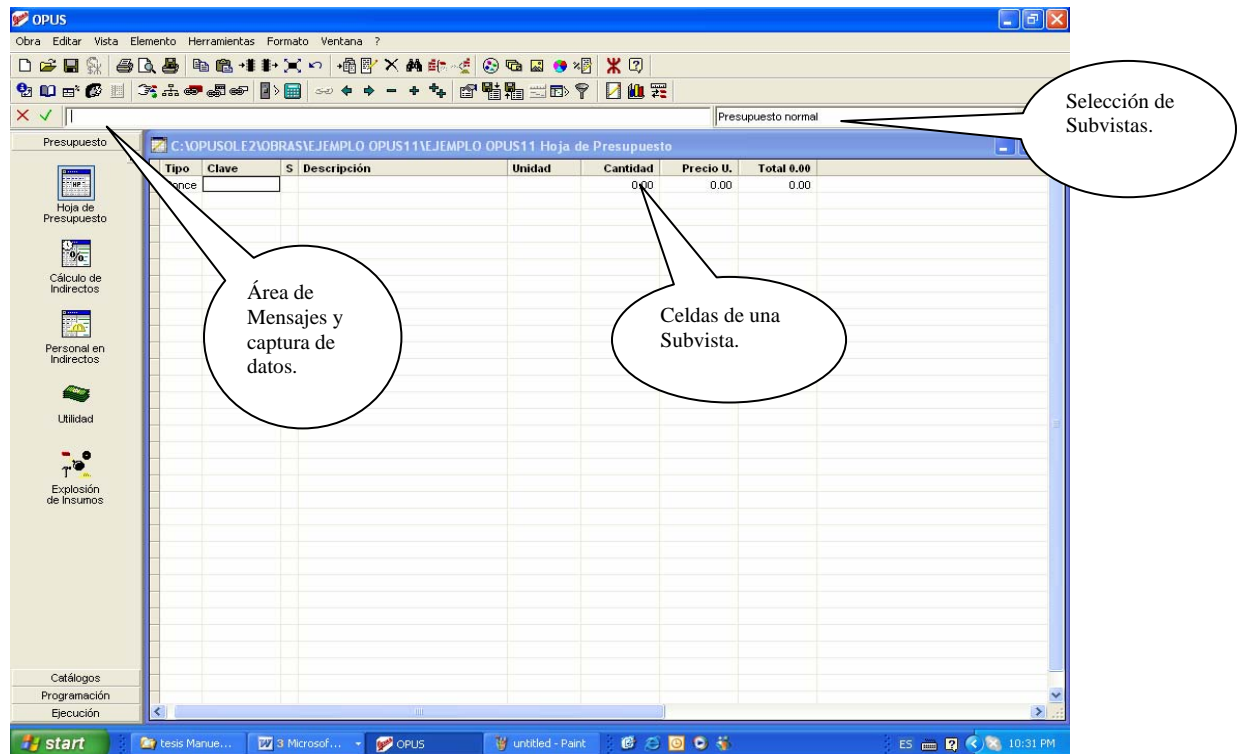 OPUS
Obra Editar Vista Elemento Herramientas Formato Ventana ?
Presupuesto normal
Selección de
Subvistas.
Presupuesto
C:\OPUSOLE2\OBRAS\EJEMPLO OPUS11\EJEMPLO OPUS11 Hoja de Presupuesto
Tipo Clave S Descripción Unidad Cantidad Precio U. Total 0.00
0.00 0.00 0.00
Hoja de
Presupuesto
Cálculo de
Indirectos
Personal en
Indirectos
Utilidad
Explosión
de Insumos
Área de
Mensajes y
captura de
datos.
Celdas de una
Subvista.
Catálogos
Programación
Ejecución
start tesis Manue... 3 Microsof... OPUS untitled - Paint ES 10:31 PM